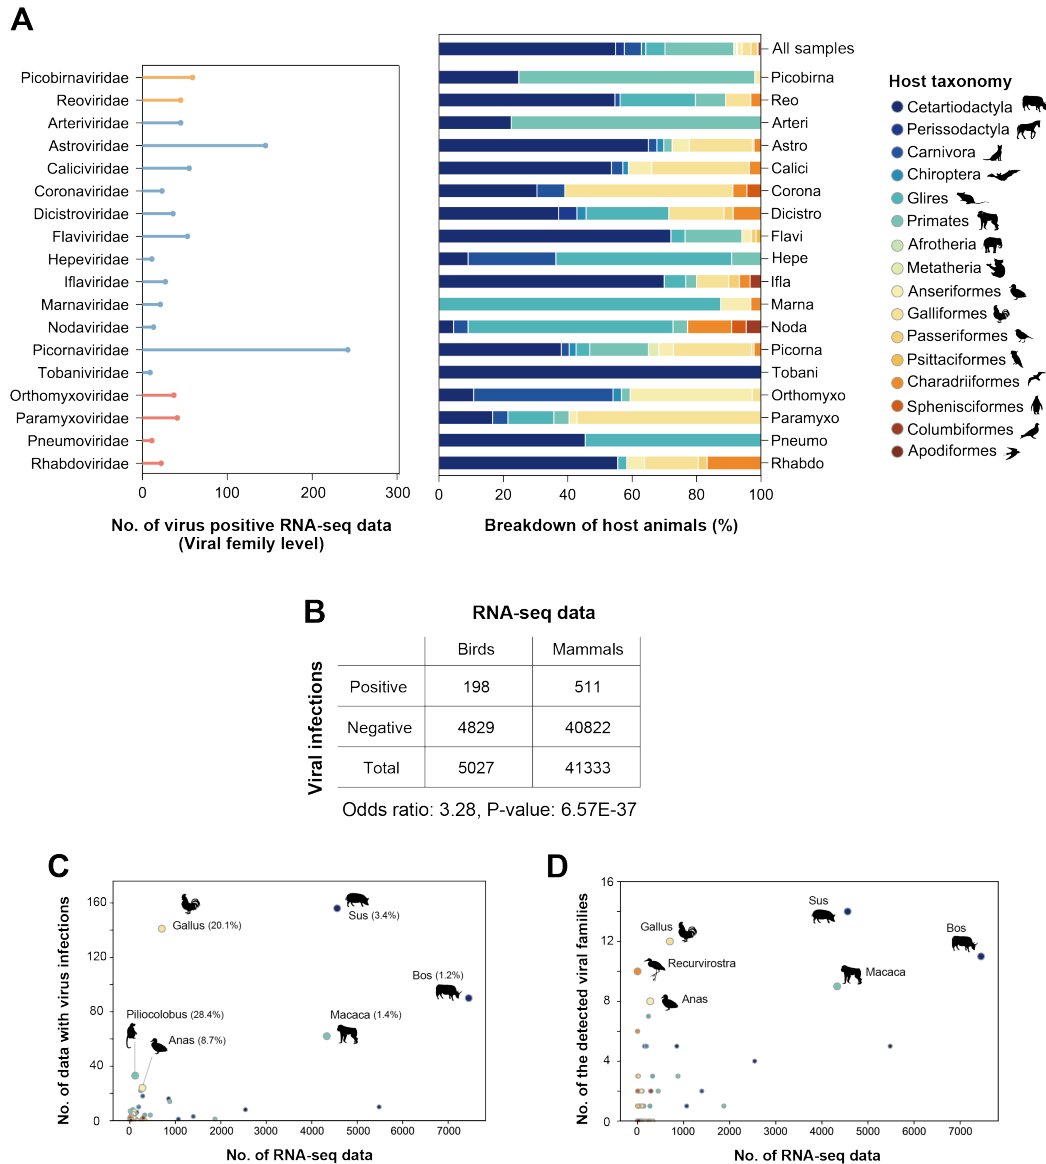 A
Picobirnaviridae
Reoviridae
Arteriviridae
Astroviridae
Caliciviridae
Coronaviridae
Dicistroviridae
Flaviviridae
Hepeviridae
Iflaviridae
Marnaviridae
Nodaviridae
Picornaviridae
Tobaniviridae
Orthomyxoviridae
Paramyxoviridae
Pneumoviridae
Rhabdoviridae
0 100 200 300
No. of virus positive RNA-seq data
(Viral femily level)
All samples
Picobirna
Reo
Arteri
Astro
Calici
Corona
Dicistro
Flavi
Hepe
Ifla
Marna
Noda
Picorna
Tobani
Orthomyxo
Paramyxo
Pneumo
Rhabdo
0 20 40 60 80 100
Breakdown of host animals (%)
Host taxonomy
Cetartiodactyla
Perissodactyla
Carnivora
Chiroptera
Glires
Primates
Afrotheria
Metatheria
Anseriformes
Galliformes
Passeriformes
Psittaciformes
Charadriiformes
Sphenisciformes
Columbiformes
Apodiformes
B
RNA-seq data
Viral infections
Birds Mammals
Positive 198 511
Negative 4829 40822
Total 5027 41333
Odds ratio: 3.28, P-value: 6.57E-37
C
No. of data with virus infections
160
120
80
40
0
Gallus (20.1%)
Sus (3.4%)
Bos (1.2%)
Piliocolobus (28.4%)
Macaca (1.4%)
Anas (8.7%)
0 1000 2000 3000 4000 5000 6000 7000
No. of RNA-seq data
D
No. of the detected viral families
16
12
8
4
0
Sus
Gallus
Bos
Recurvirostra
Macaca
Anas
0 1000 2000 3000 4000 5000 6000 7000
No. of RNA-seq data